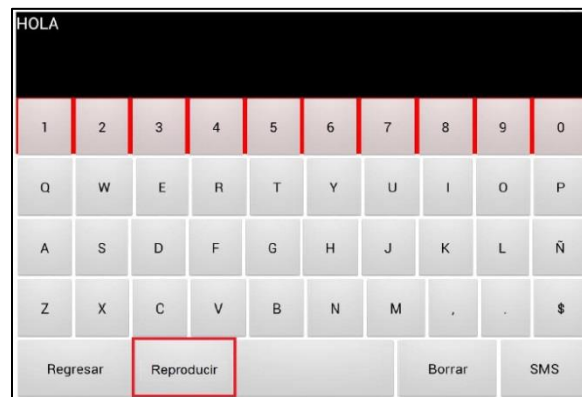 HOLA
1 2 3 4 5 6 7 8 9 0
Q W E R T Y U I O P
A S D F G H J K L Ñ
Z X C V B N M , . $
Regresar Reproducir Borrar SMS